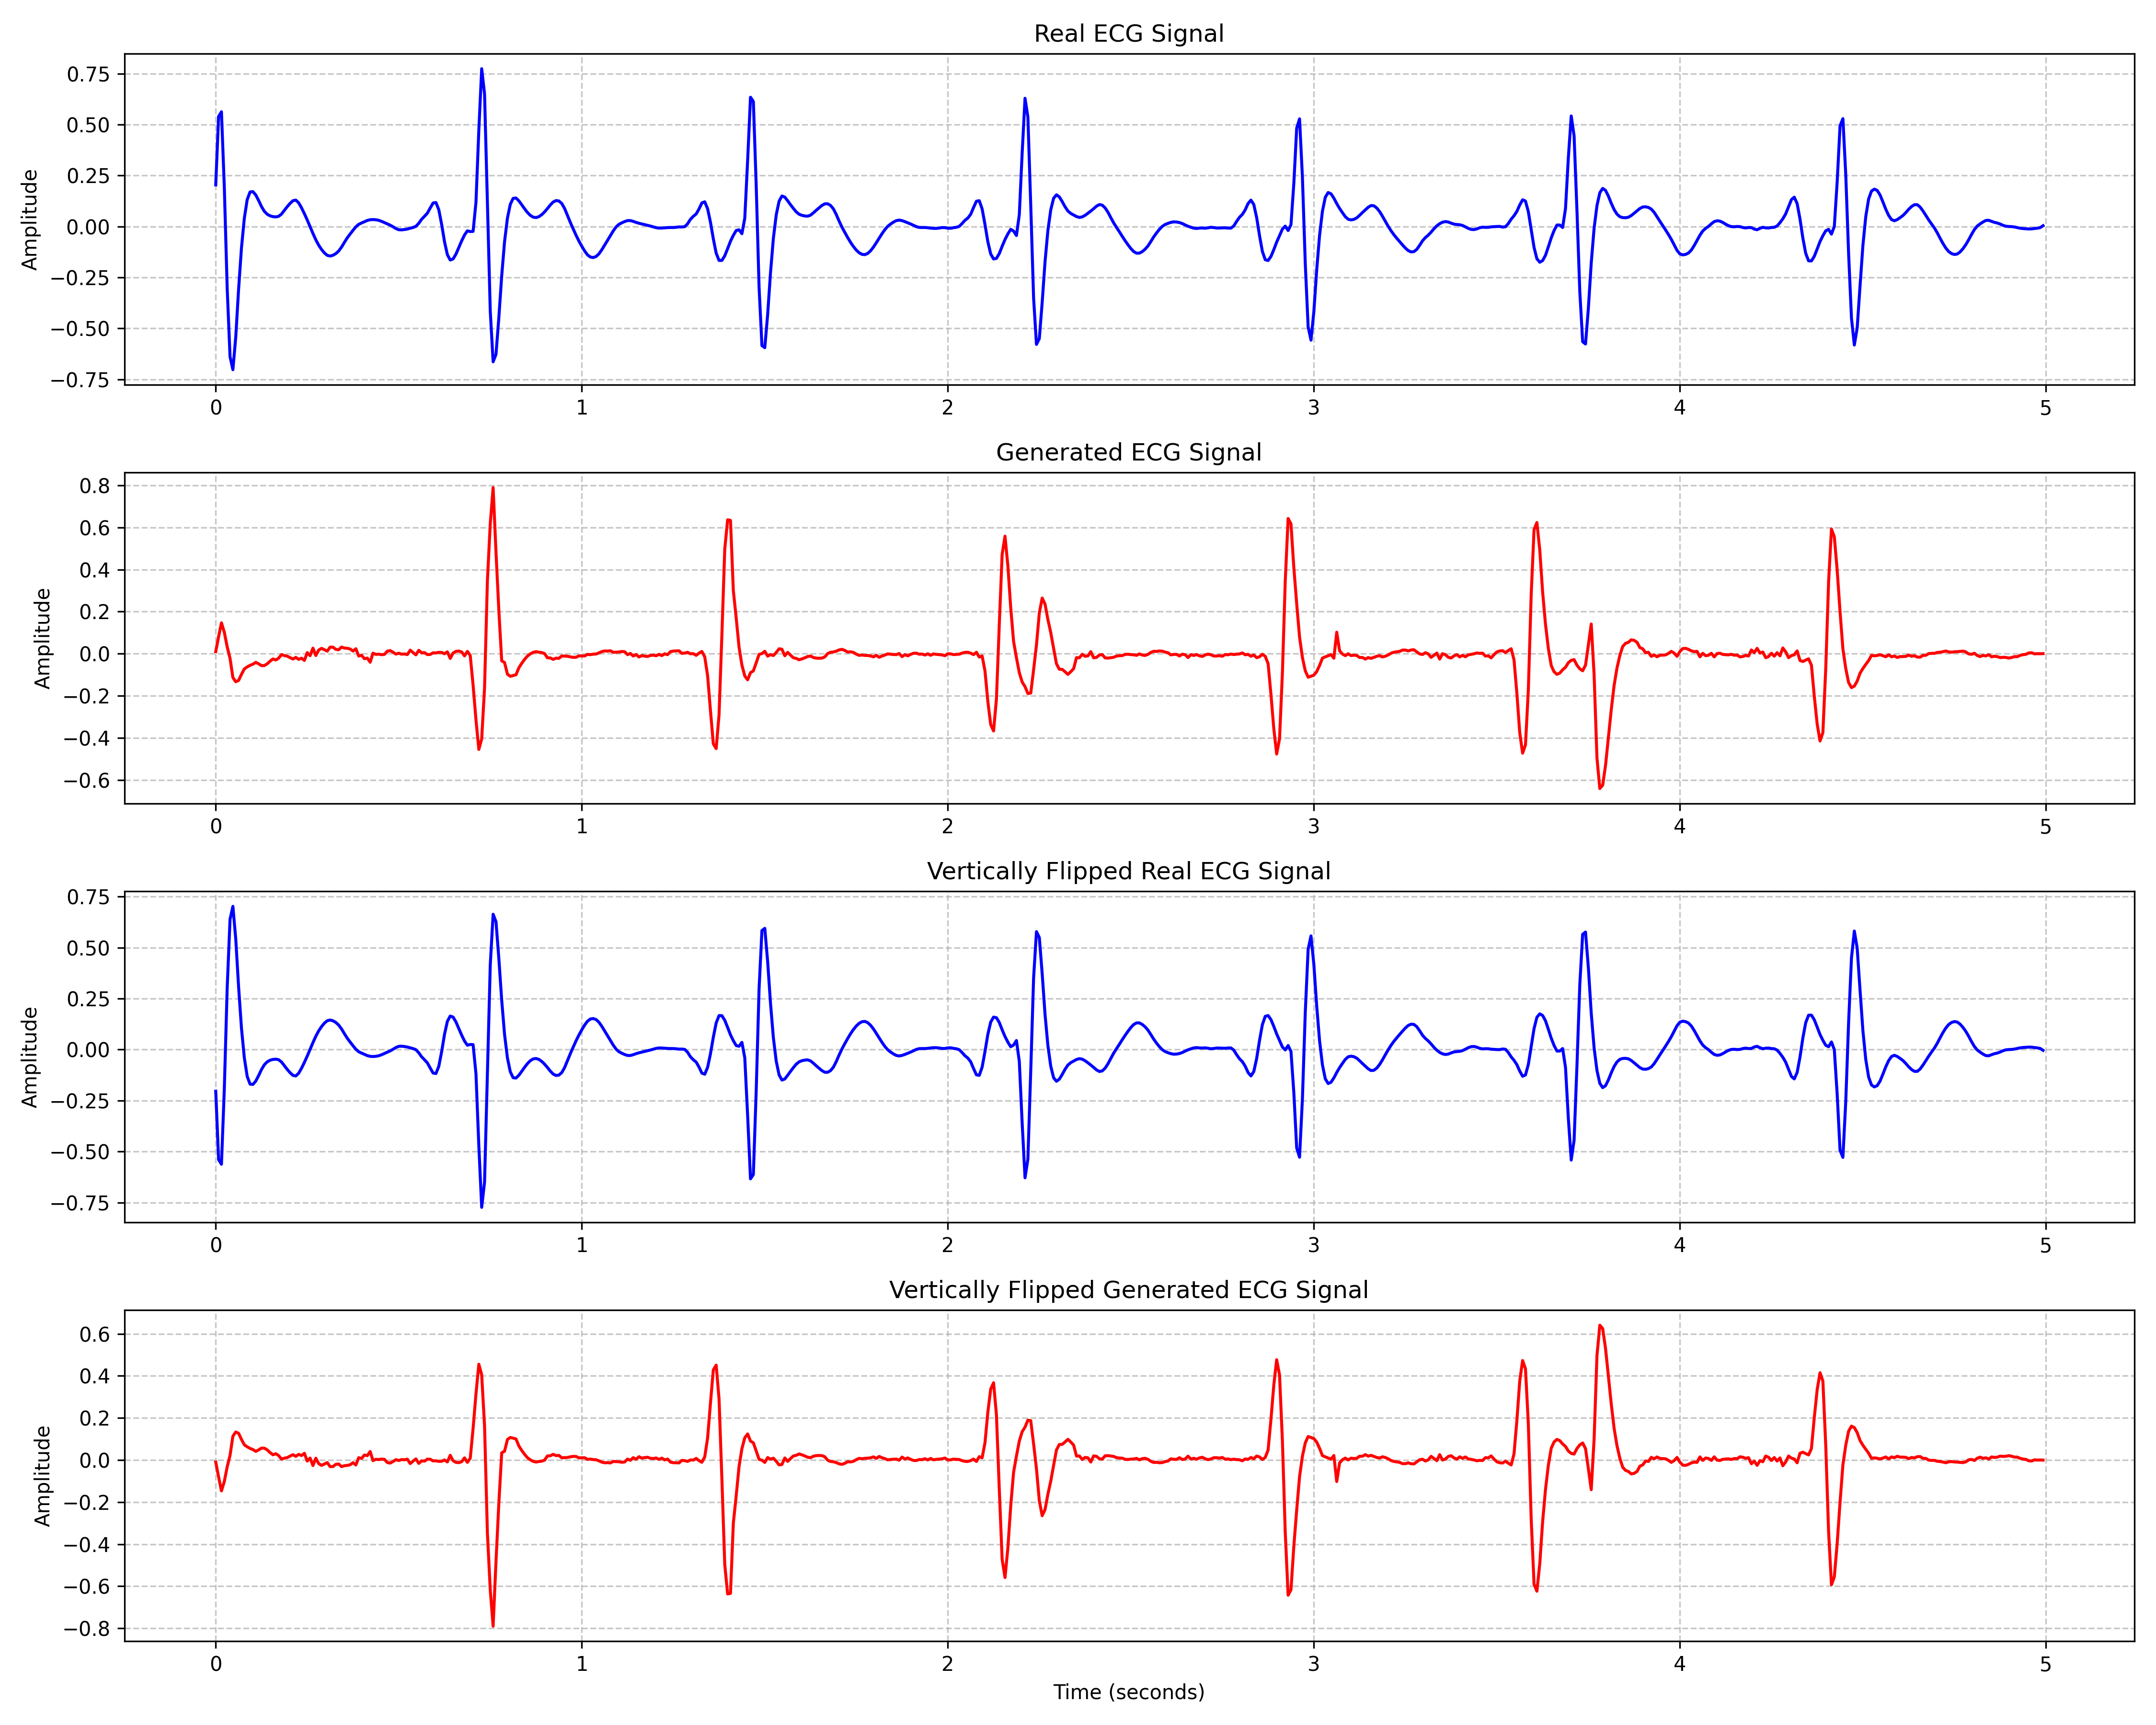 Real ECG Signal
0.75
0.50
0.25
0.00
−0.25
−0.50
−0.75
Amplitude
0 1 2 3 4 5
Generated ECG Signal
0.8
0.6
0.4
0.2
0.0
−0.2
−0.4
−0.6
Amplitude
0 1 2 3 4 5
Vertically Flipped Real ECG Signal
0.75
0.50
0.25
0.00
−0.25
−0.50
−0.75
Amplitude
0 1 2 3 4 5
Vertically Flipped Generated ECG Signal
0.6
0.4
0.2
0.0
−0.2
−0.4
−0.6
−0.8
Amplitude
0 1 2 3 4 5
Time (seconds)